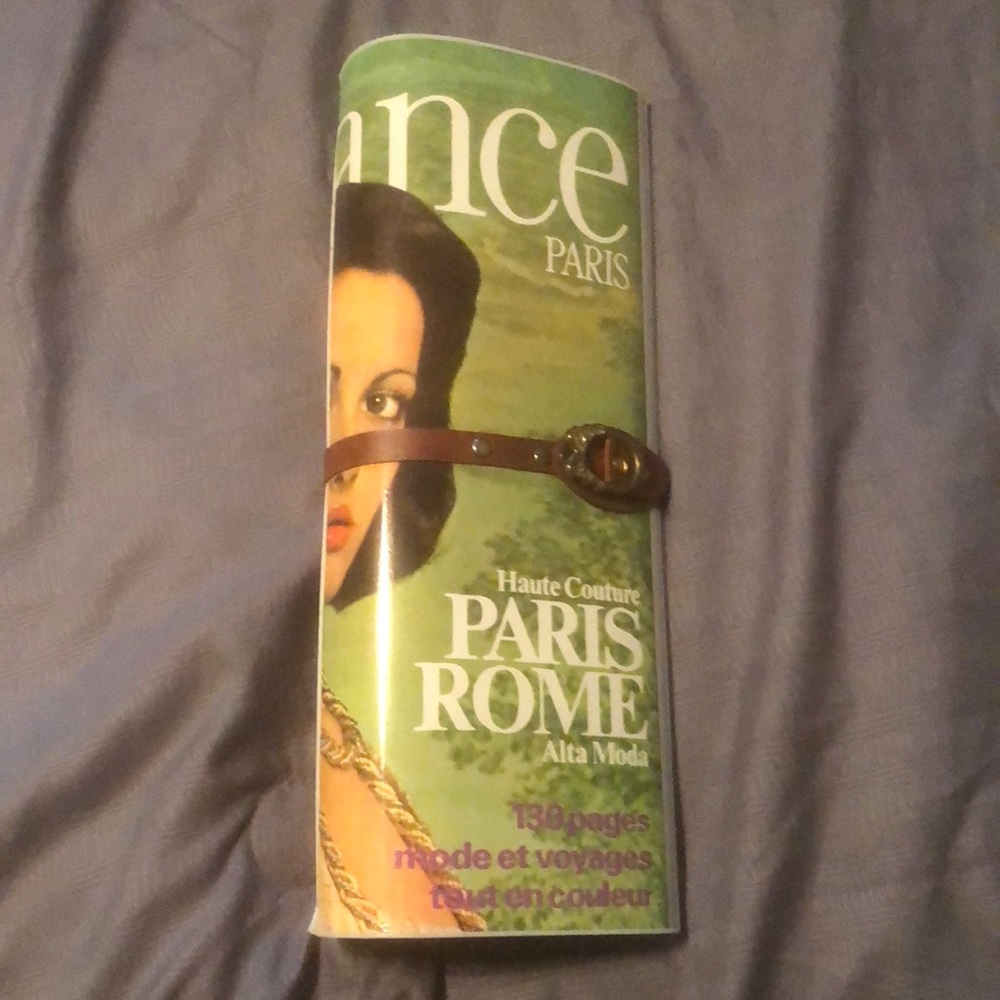 ance
PARIS
Haute Couture
PARIS
ROME
Alta Moda
130 pages
mode et voyages
tout en couleur